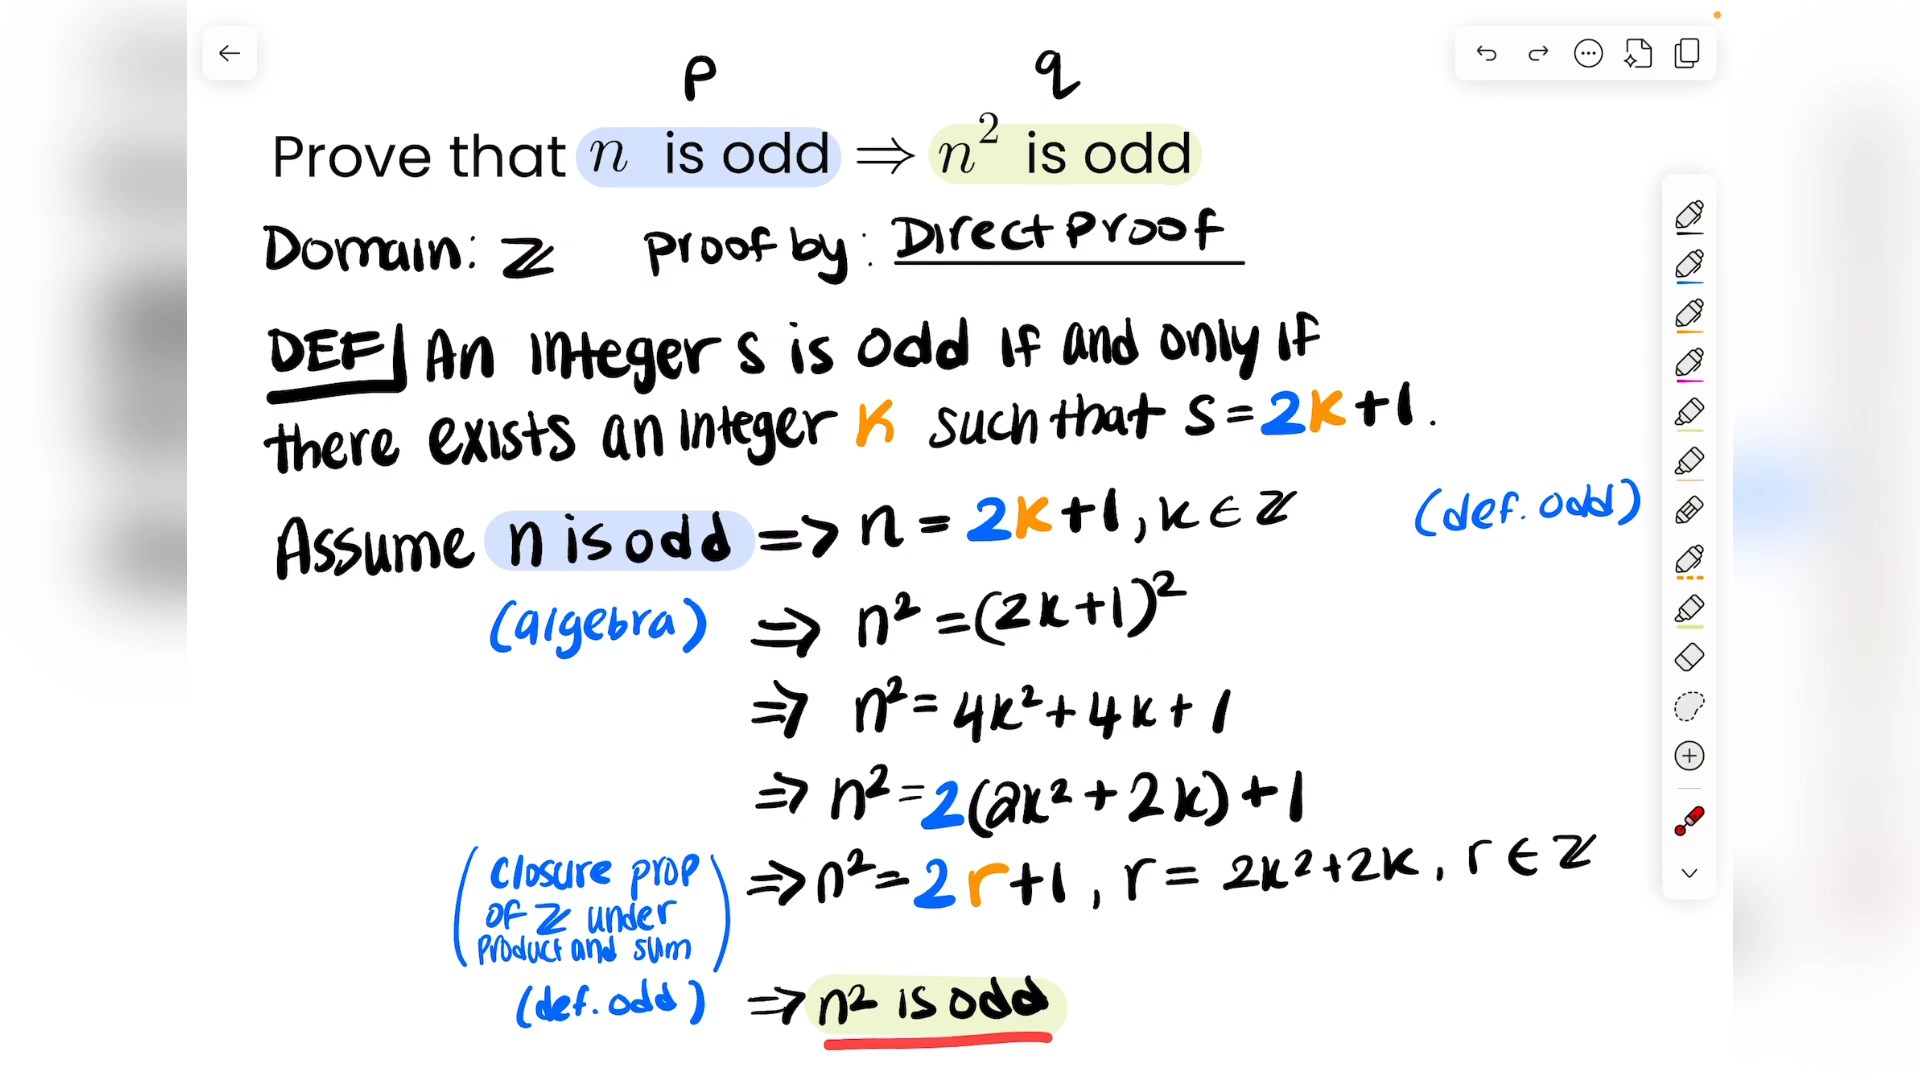 p q
Prove that n is odd ⟹ n² is odd
Domain: ℤ Proof by: Direct Proof
DEF An integer s is odd if and only if
there exists an integer k such that s = 2k+1.
Assume n is odd => n = 2k+1, k ∈ ℤ (def. odd)
(algebra) ⇒ n² = (2k+1)²
⇒ n² = 4k² + 4k + 1
⇒ n² = 2(2k² + 2k) + 1
(closure prop of ℤ under product and sum) ⇒ n² = 2r+1, r = 2k²+2k, r ∈ ℤ
(def. odd) ⇒ n² is odd